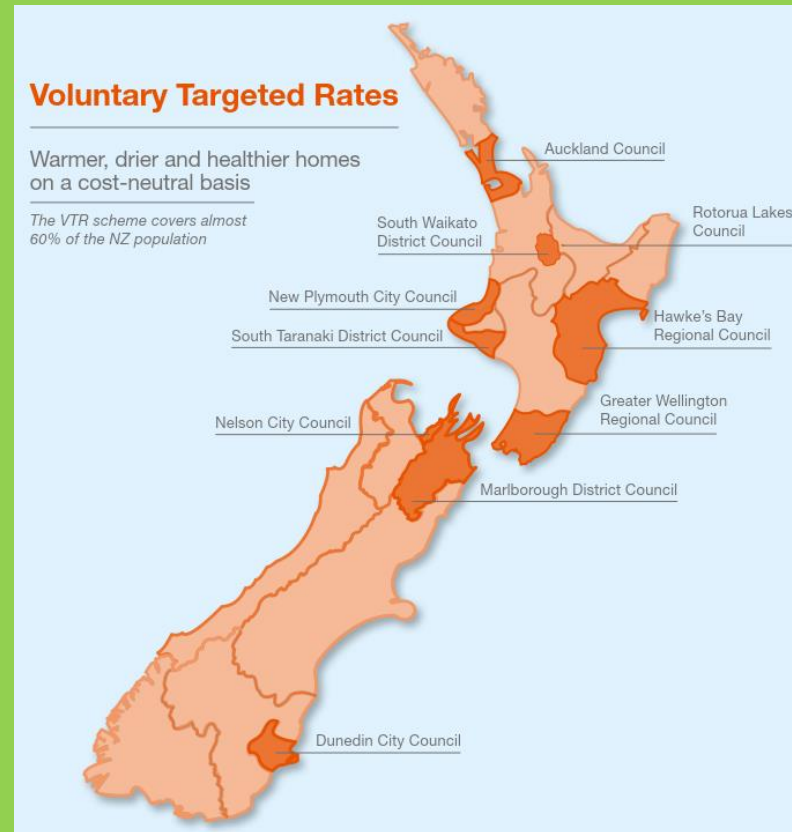 Voluntary Targeted Rates
Warmer, drier and healthier homes
on a cost-neutral basis
The VTR scheme covers almost
60% of the NZ population
Auckland Council
South Waikato
District Council
Rotorua Lakes
Council
New Plymouth City Council
South Taranaki District Council
Hawke's Bay
Regional Council
Greater Wellington
Regional Council
Nelson City Council
Marlborough District Council
Dunedin City Council